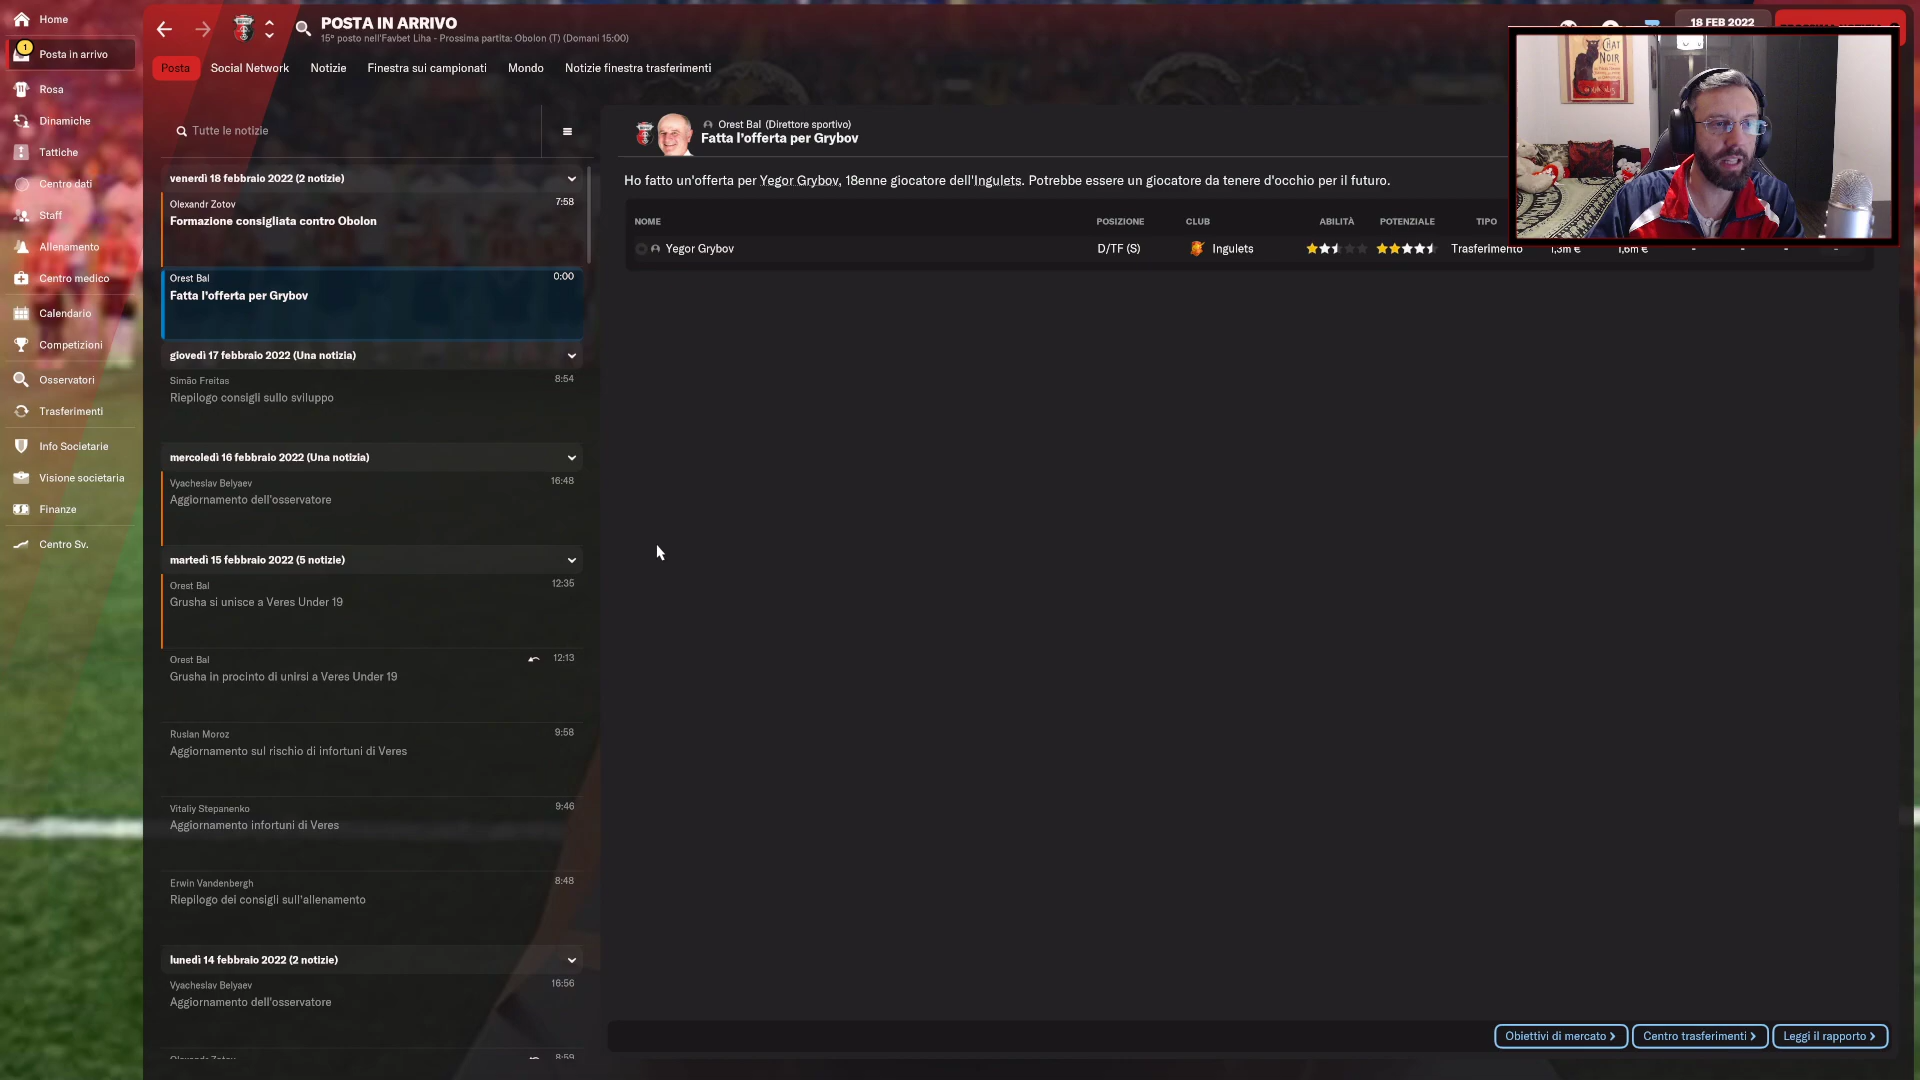 Home
1
Posta in arrivo
Rosa
Dinamiche
Tattiche
Centro dati
Staff
Allenamento
Centro medico
Calendario
Competizioni
Osservatori
Trasferimenti
Info Societarie
Visione societaria
Finanze
Centro Sv.
POSTA IN ARRIVO
15° posto nell'Favbet Liha - Prossima partita: Obolon (T) (Domani 15:00)
18 FEB 2022
Posta Social Network Notizie Finestra sui campionati Mondo Notizie finestra trasferimenti
Tutte le notizie
venerdì 18 febbraio 2022 (2 notizie)
Olexandr Zotov 7:58
Formazione consigliata contro Obolon
Orest Bal 0:00
Fatta l'offerta per Grybov
giovedì 17 febbraio 2022 (Una notizia)
Simão Freitas 8:54
Riepilogo consigli sullo sviluppo
mercoledì 16 febbraio 2022 (Una notizia)
Vyacheslav Belyaev 16:48
Aggiornamento dell'osservatore
martedì 15 febbraio 2022 (5 notizie)
Orest Bal 12:35
Grusha si unisce a Veres Under 19
Orest Bal 12:13
Grusha in procinto di unirsi a Veres Under 19
Ruslan Moroz 9:58
Aggiornamento sul rischio di infortuni di Veres
Vitaliy Stepanenko 9:46
Aggiornamento infortuni di Veres
Erwin Vandenbergh 8:48
Riepilogo dei consigli sull'allenamento
lunedì 14 febbraio 2022 (2 notizie)
Vyacheslav Belyaev 16:56
Aggiornamento dell'osservatore
Orest Bal (Direttore sportivo)
Fatta l'offerta per Grybov
Ho fatto un'offerta per Yegor Grybov, 18enne giocatore dell'Ingulets. Potrebbe essere un giocatore da tenere d'occhio per il futuro.
NOME POSIZIONE CLUB ABILITÀ POTENZIALE TIPO
Yegor Grybov D/TF (S) Ingulets Trasferimento 1,3m € 1,6m € - - - -
CHAT NOIR
Obiettivi di mercato Centro trasferimenti Leggi il rapporto